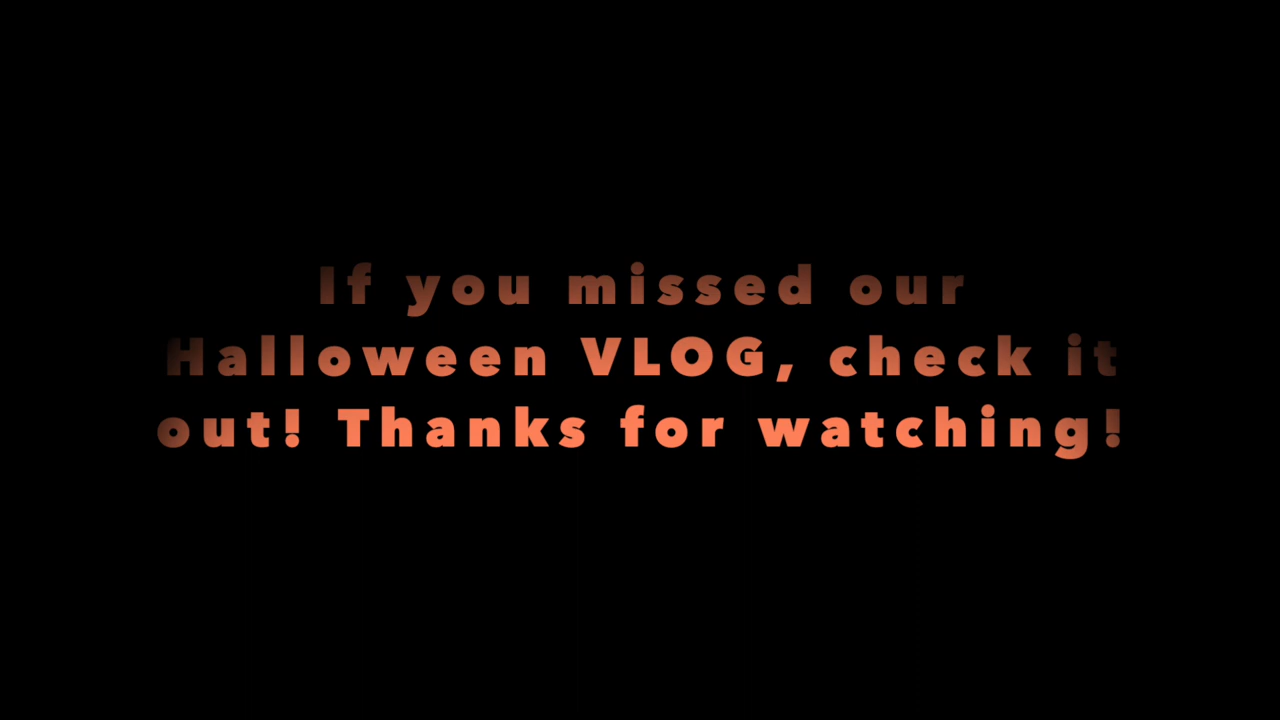 If you missed our
Halloween VLOG, check it
out! Thanks for watching!